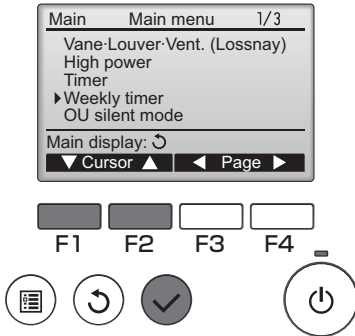 Main Main menu 1/3
Vane·Louver·Vent. (Lossnay)
High power
Timer
Weekly timer
OU silent mode
Main display:
Cursor Page
F1 F2 F3 F4